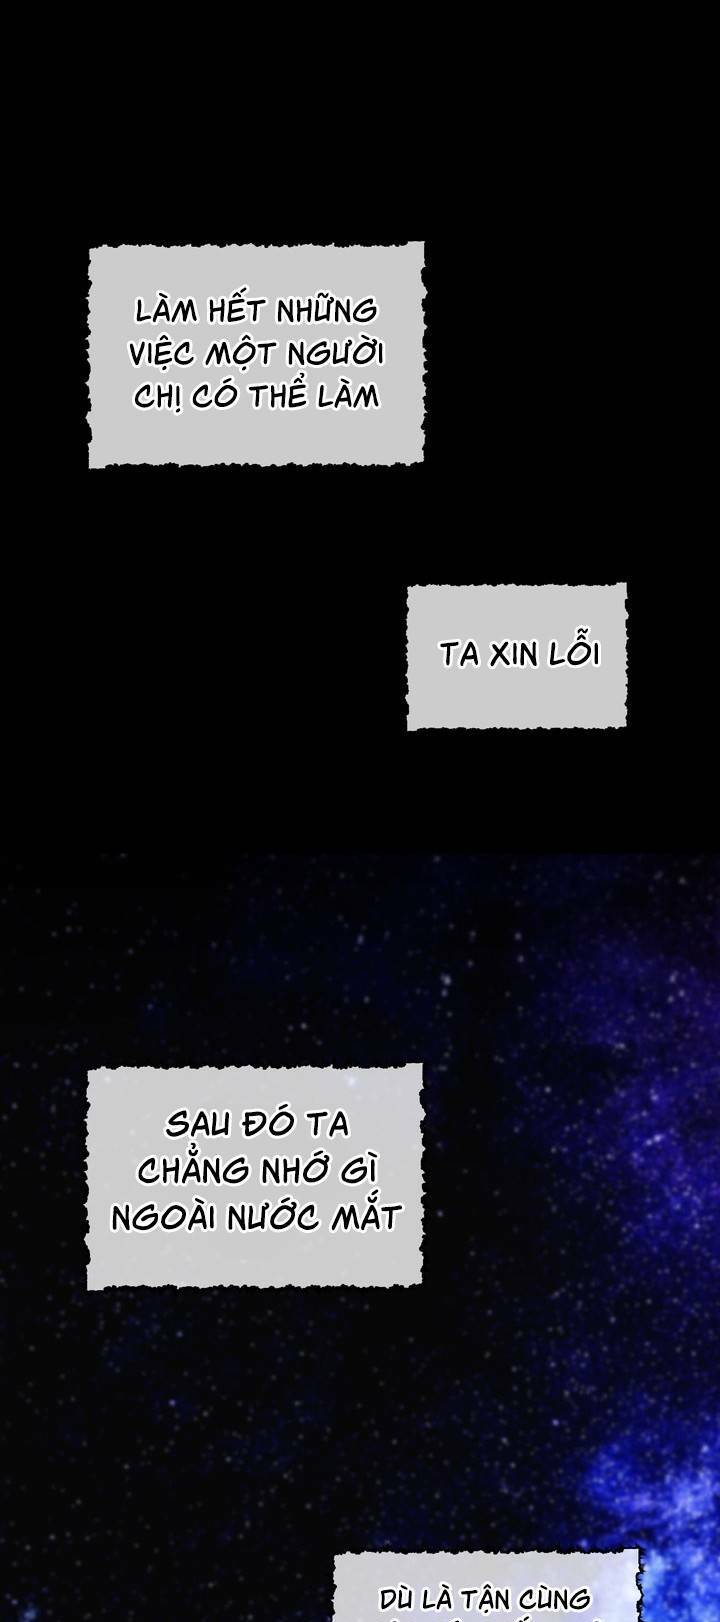 LÀM HẾT NHỮNG
VIỆC MỘT NGƯỜI
CHỊ CÓ THỂ LÀM
TA XIN LỖI
SAU ĐÓ TA
CHẲNG NHỚ GÌ
NGOÀI NƯỚC MẮT
DÙ LÀ TẬN CÙNG